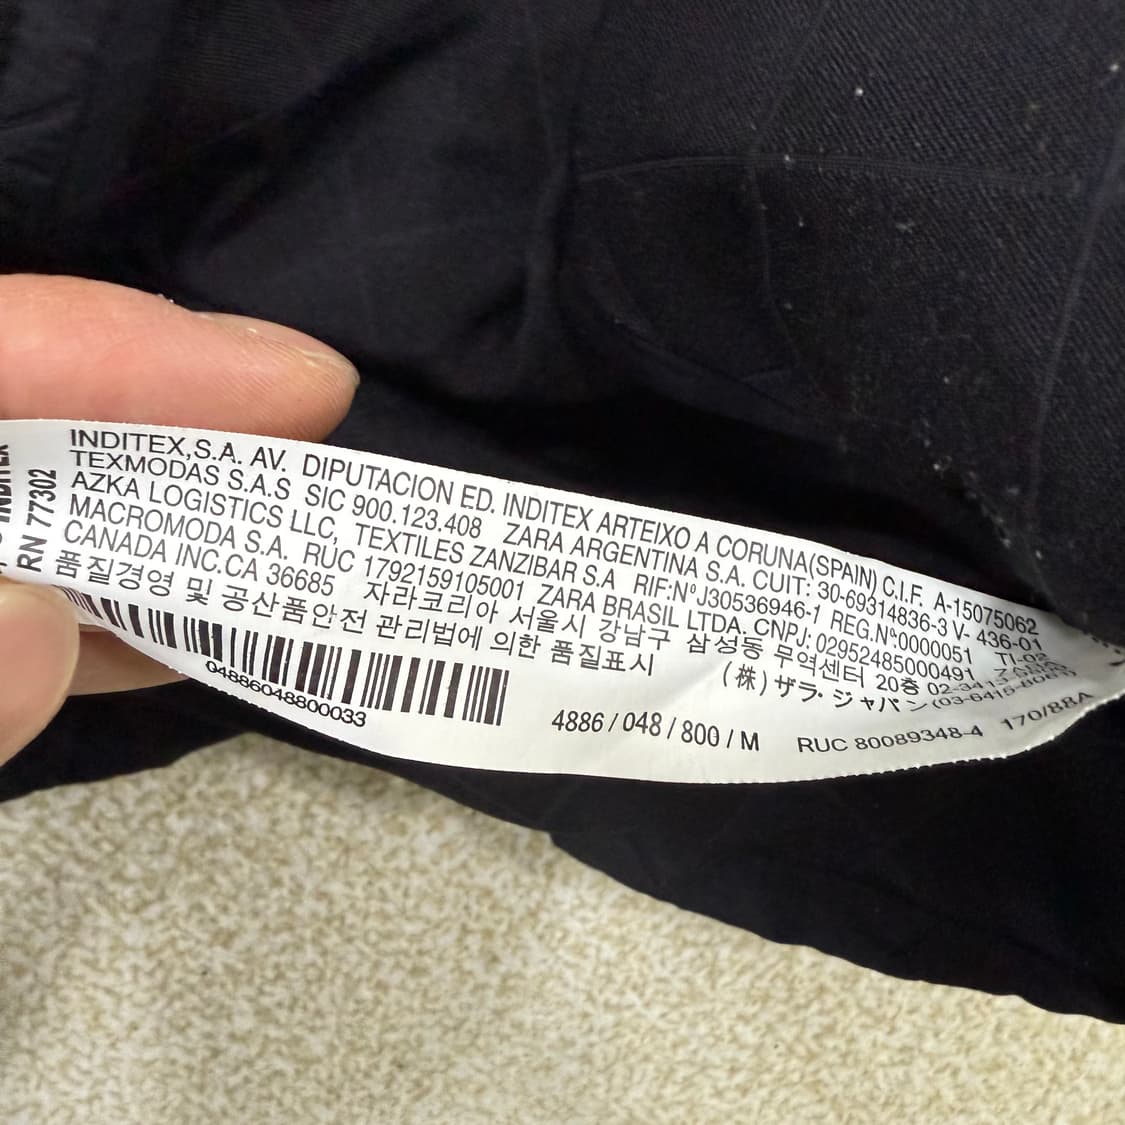 RN 77302
INDITEX,S.A. AV. DIPUTACION ED. INDITEX ARTEIXO A CORUNA(SPAIN) C.I.F. A-15075062
TEXMODAS S.A.S SIC 900.123.408 ZARA ARGENTINA S.A. CUIT: 30-69314836-3 V- 436-01
AZKA LOGISTICS LLC, TEXTILES ZANZIBAR S.A RIF:NºJ30536946-1 REG.Nº0000051 TI-02
MACROMODA S.A. RUC 1792159105001 ZARA BRASIL LTDA, CNPJ: 02952485000491
CANADA INC.CA 36685 자라코리아 서울시 강남구 삼성동 무역센터 20층
품질경영 및 공산품안전 관리법에 의한 품질표시 (株)ザラ・ジャパン
04886048800033
4886 / 048 / 800 / M RUC 80089348-4 170/88A